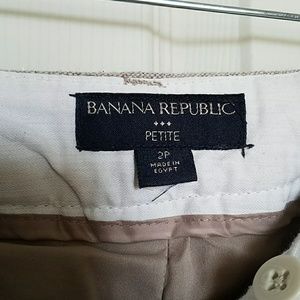 BANANA REPUBLIC
PETITE
2P
MADE IN
EGYPT